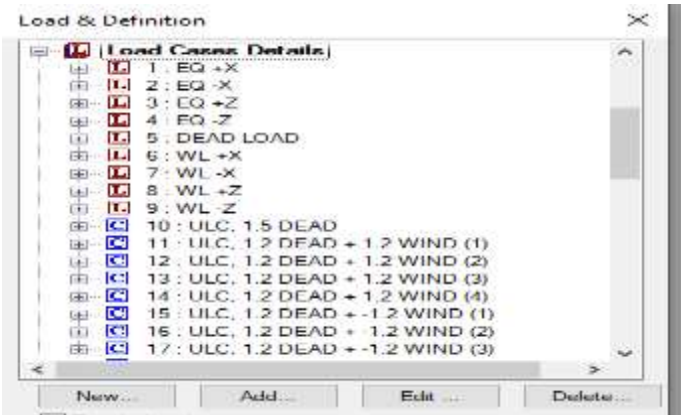 Load & Definition
Load Cases Details
L 1 : EQ +X
L 2 : EQ -X
L 3 : EQ +Z
L 4 : EQ -Z
L 5 : DEAD LOAD
L 6 : WL +X
L 7 : WL -X
L 8 : WL +Z
L 9 : WL -Z
C 10 : ULC, 1.5 DEAD
C 11 : ULC, 1.2 DEAD + 1.2 WIND (1)
C 12 : ULC, 1.2 DEAD + 1.2 WIND (2)
C 13 : ULC, 1.2 DEAD + 1.2 WIND (3)
C 14 : ULC, 1.2 DEAD + 1.2 WIND (4)
C 15 : ULC, 1.2 DEAD + -1.2 WIND (1)
C 16 : ULC, 1.2 DEAD + -1.2 WIND (2)
C 17 : ULC, 1.2 DEAD + -1.2 WIND (3)
New... Add... Edit ... Delete...